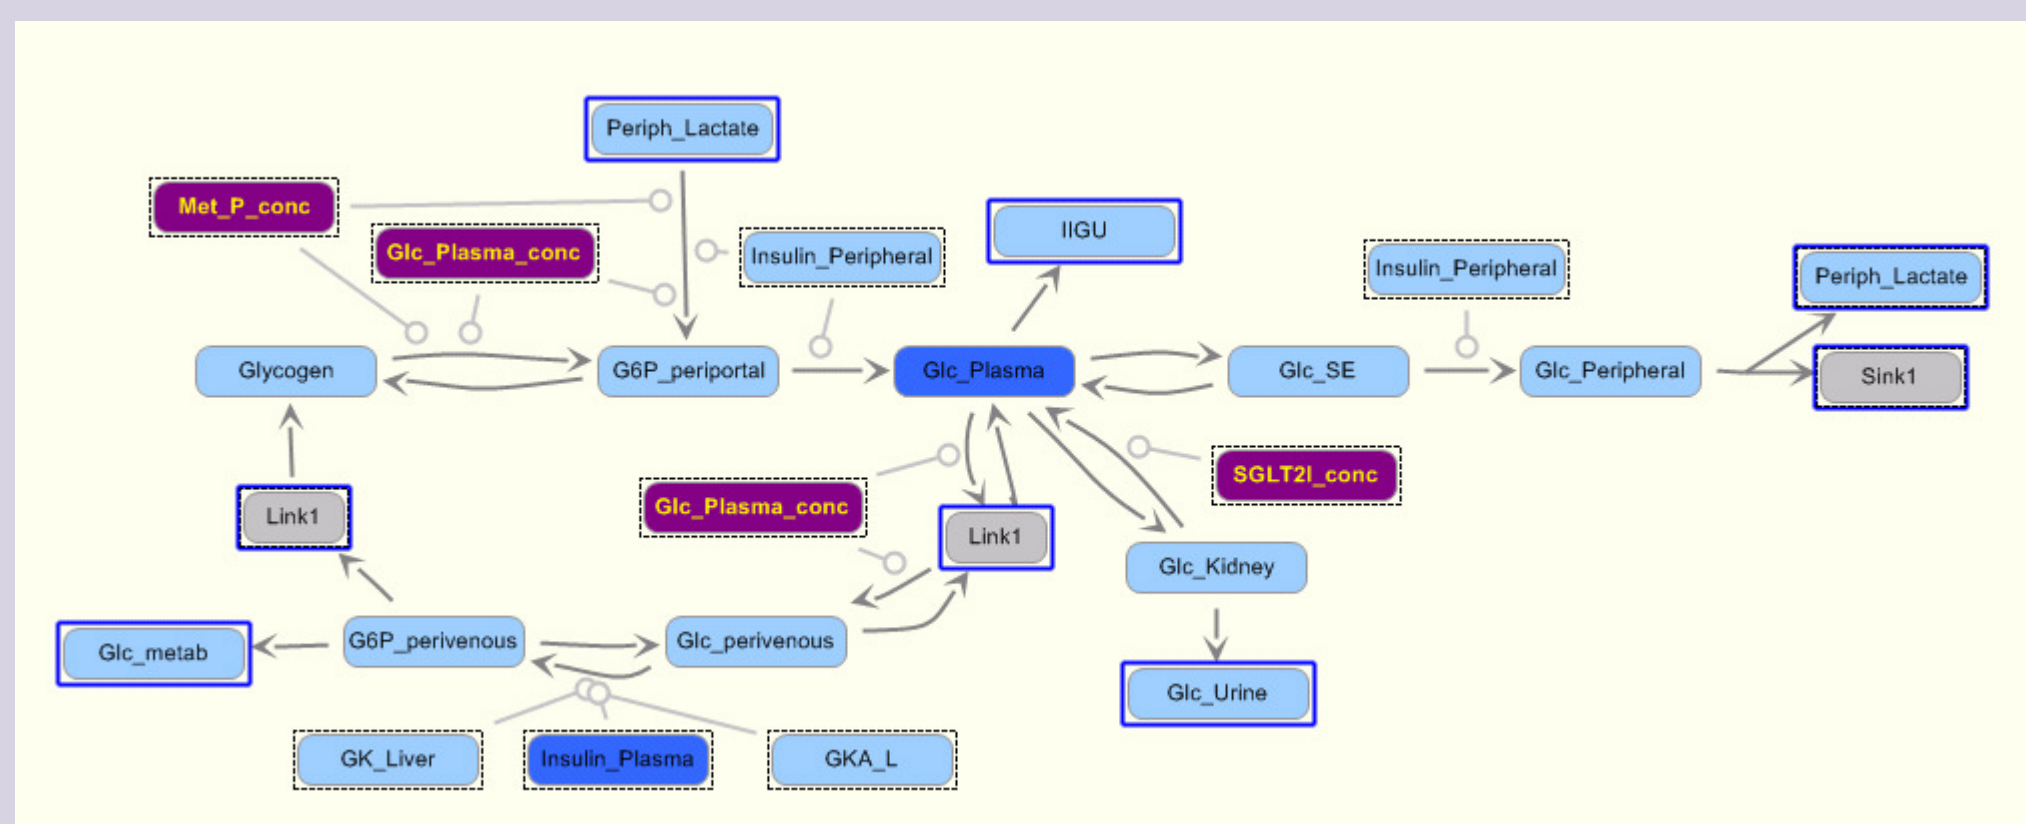 Periph_Lactate
Met_P_conc
Glc_Plasma_conc
Insulin_Peripheral
IIGU
Insulin_Peripheral
Periph_Lactate
Glycogen
G6P_periportal
Glc_Plasma
Glc_SE
Glc_Peripheral
Sink1
Link1
Glc_Plasma_conc
Link1
SGLT2I_conc
Glc_Kidney
Glc_metab
G6P_perivenous
Glc_perivenous
Glc_Urine
GK_Liver
Insulin_Plasma
GKA_L